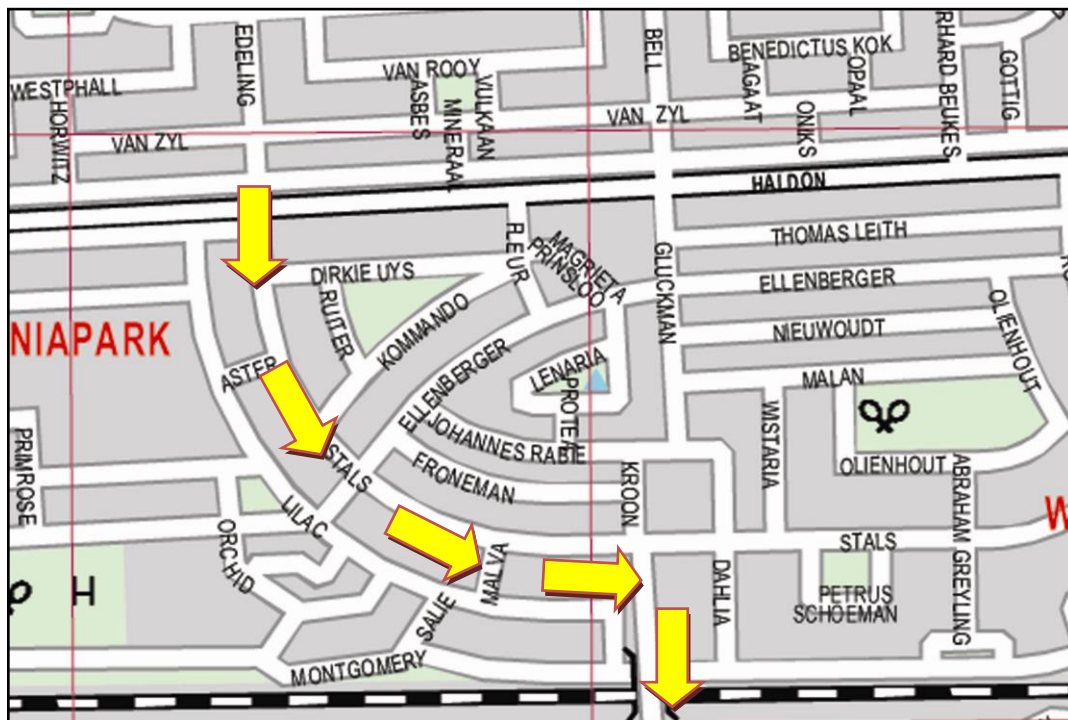 EDELING
BELL
BENEDICTUS KOK
GOTTIG
VAN ROOY
WESTPHALL
HORWITZ
ASBES
MINERAAL
VULKAAN
AGAAT
OPAAL
VAN ZYL
VAN ZYL
ONIKS
HALDON
FLEUR
MAGRIETA
PRINSLOO
GLUCKMAN
THOMAS LEITH
DIRKIE UYS
RUITER
KOMMANDO
ELLENBERGER
OLIENHOUT
NIAPARK
NIEUWOUDT
ASTER
ELLENBERGER
LENARIA
PROTEA
MALAN
WISTARIA
PRIMROSE
JOHANNES RABIE
STALS
FRONEMAN
KROON
OLIENHOUT
ABRAHAM GREYLING
LILAC
W
ORCHID
STALS
MALVA
DAHLIA
H
SALIE
PETRUS
SCHOEMAN
MONTGOMERY